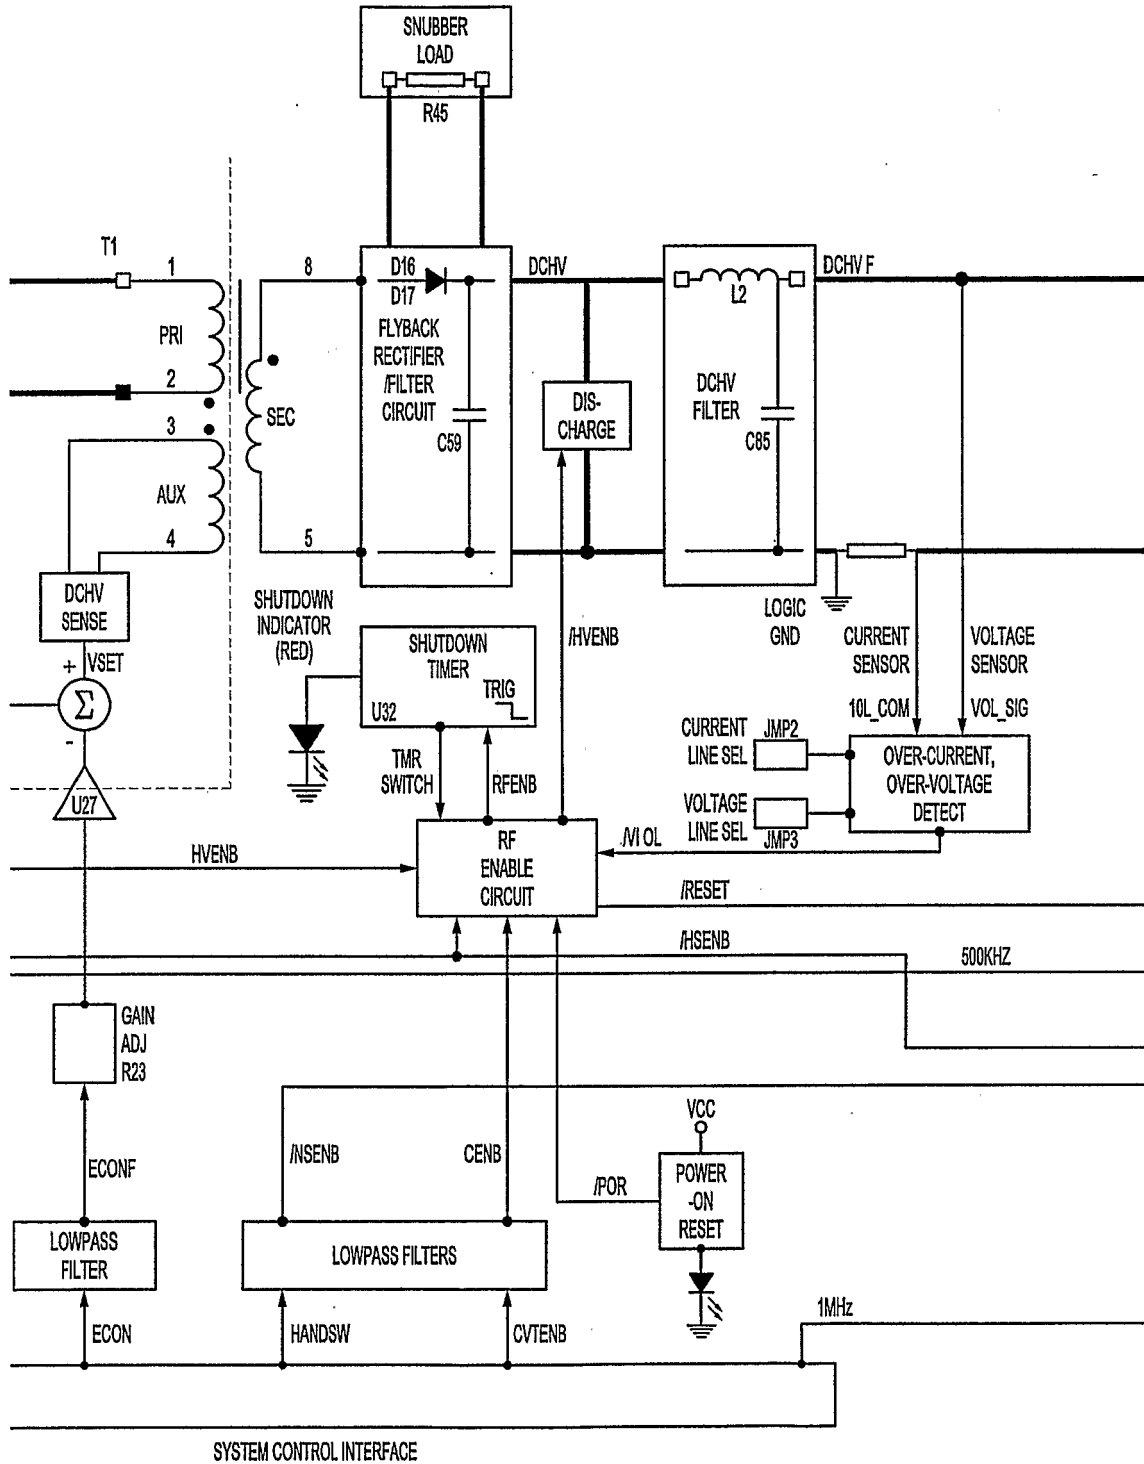 SNUBBER
LOAD
R45
T1
1
8
D16
D17
DCHV
L2
DCHV F
PRI
FLYBACK
RECTIFIER
/FILTER
CIRCUIT
2
3
SEC
C59
DIS-
CHARGE
DCHV
FILTER
C85
AUX
4
5
DCHV
SENSE
SHUTDOWN
INDICATOR
(RED)
SHUTDOWN
TIMER
TRIG
U32
/HVENB
LOGIC
GND
CURRENT
SENSOR
VOLTAGE
SENSOR
+
VSET
Σ
-
10L_COM
VOL_SIG
CURRENT
LINE SEL
JMP2
OVER-CURRENT,
OVER-VOLTAGE
DETECT
TMR
SWITCH
RFENB
U27
VOLTAGE
LINE SEL
JMP3
HVENB
RF
ENABLE
CIRCUIT
/VI OL
/RESET
/HSENB
500KHZ
GAIN
ADJ
R23
VCC
/NSENB
CENB
ECONF
/POR
POWER
-ON
RESET
LOWPASS
FILTER
LOWPASS FILTERS
ECON
HANDSW
CVTENB
1MHz
SYSTEM CONTROL INTERFACE